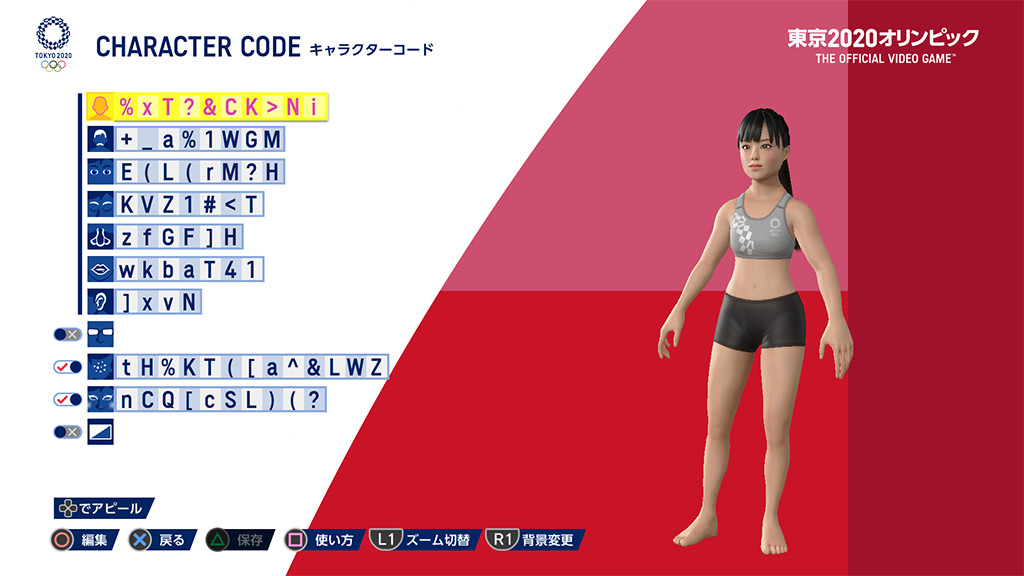 TOKYO 2020
CHARACTER CODE キャラクターコード
東京2020オリンピック
THE OFFICIAL VIDEO GAME™
%xT?&CK>Ni
+_a%1WGM
E(L(rM?H
KVZ1#<T
zfGF]H
wkbaT41
]xvN
tH%KT([a^&LWZ
nCQ[cSL)(?
でアピール
編集 戻る 保存 使い方 L1 ズーム切替 R1 背景変更